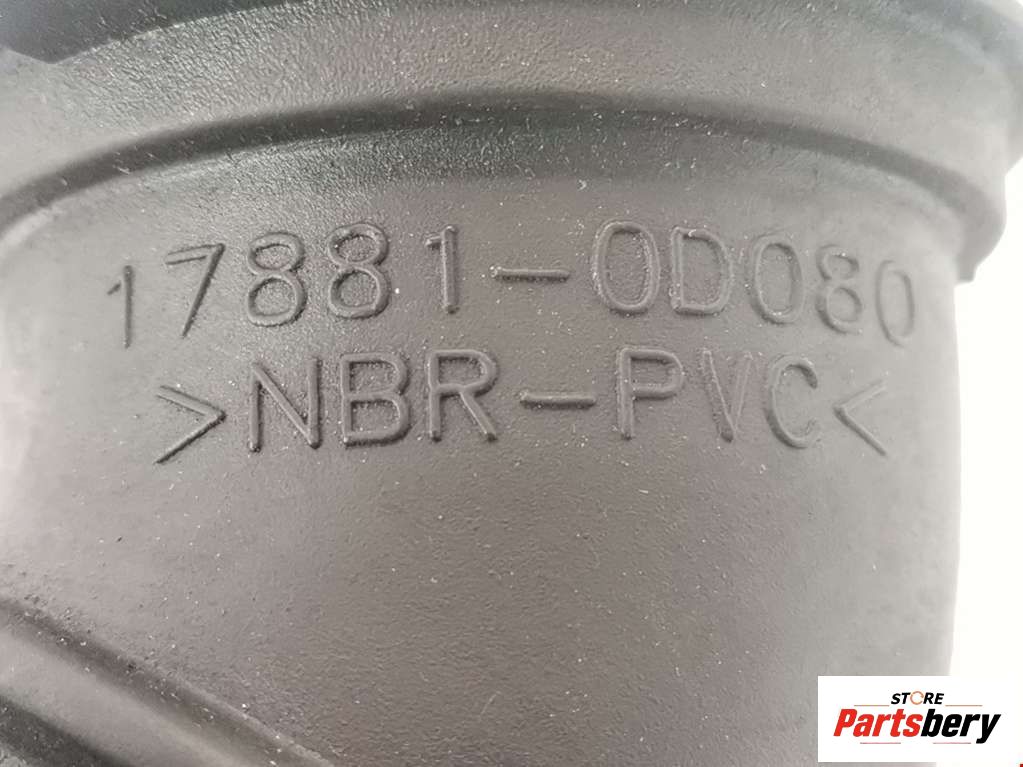 17881-0D080
>NBR-PVC<
STORE
Partsbery